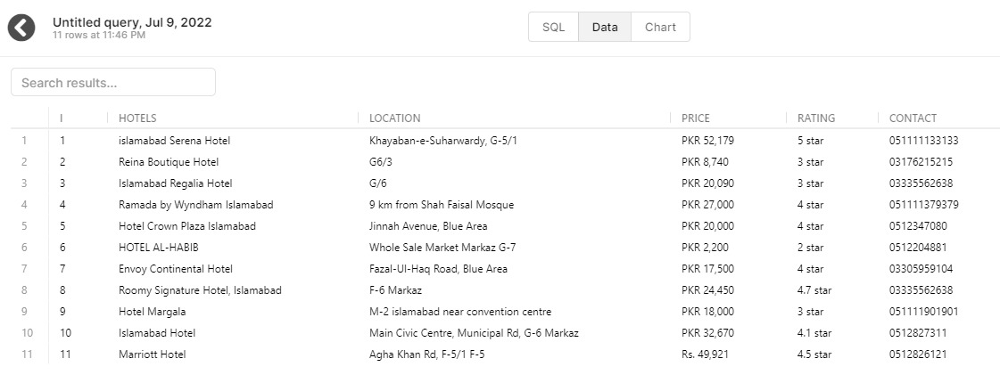 Untitled query, Jul 9, 2022
11 rows at 11:46 PM
SQL Data Chart
Search results...
I HOTELS LOCATION PRICE RATING CONTACT
1 1 islamabad Serena Hotel Khayaban-e-Suharwardy, G-5/1 PKR 52,179 5 star 051111133133
2 2 Reina Boutique Hotel G6/3 PKR 8,740 3 star 03176215215
3 3 Islamabad Regalia Hotel G/6 PKR 20,090 3 star 03335562638
4 4 Ramada by Wyndham Islamabad 9 km from Shah Faisal Mosque PKR 27,000 4 star 051111379379
5 5 Hotel Crown Plaza Islamabad Jinnah Avenue, Blue Area PKR 20,000 4 star 0512347080
6 6 HOTEL AL-HABIB Whole Sale Market Markaz G-7 PKR 2,200 2 star 0512204881
7 7 Envoy Continental Hotel Fazal-Ul-Haq Road, Blue Area PKR 17,500 4 star 03305959104
8 8 Roomy Signature Hotel, Islamabad F-6 Markaz PKR 24,450 4.7 star 03335562638
9 9 Hotel Margala M-2 islamabad near convention centre PKR 18,000 3 star 051111901901
10 10 Islamabad Hotel Main Civic Centre, Municipal Rd, G-6 Markaz PKR 32,670 4.1 star 0512827311
11 11 Marriott Hotel Agha Khan Rd, F-5/1 F-5 Rs. 49,921 4.5 star 0512826121